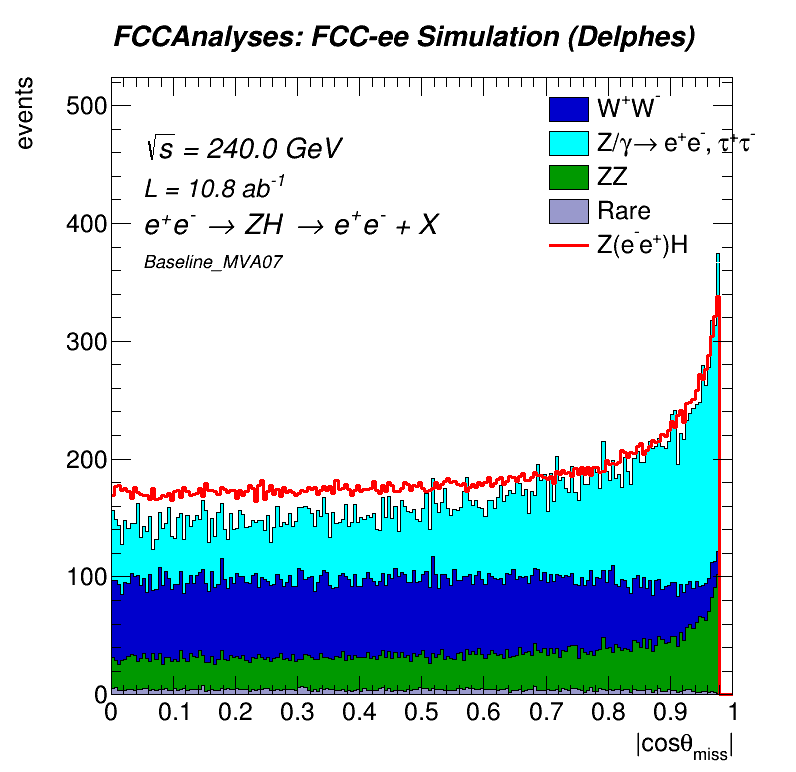 FCCAnalyses: FCC-ee Simulation (Delphes)
events
500
400
300
200
100
0
√s = 240.0 GeV
L = 10.8 ab⁻¹
e⁺e⁻ → ZH → e⁺e⁻ + X
Baseline_MVA07
W⁺W⁻
Z/γ→ e⁺e⁻, τ⁺τ⁻
ZZ
Rare
Z(e⁻e⁺)H
0 0.1 0.2 0.3 0.4 0.5 0.6 0.7 0.8 0.9 1
|cosθ_miss|